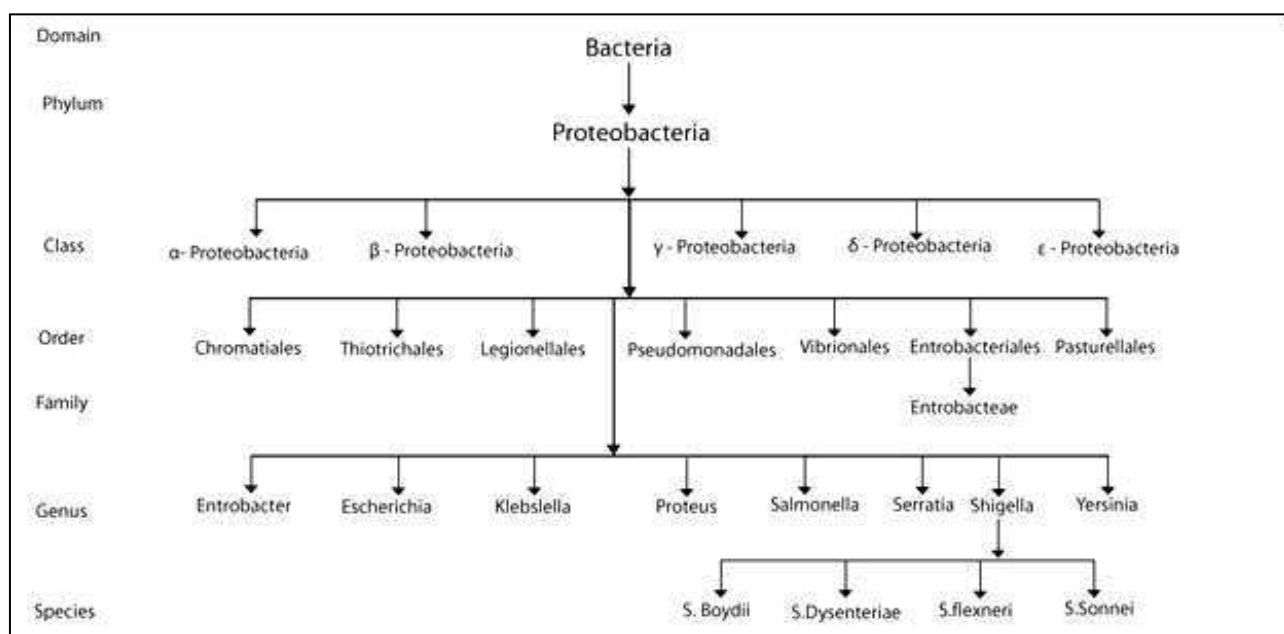 Domain
Bacteria
Phylum
Proteobacteria
Class
α- Proteobacteria
β - Proteobacteria
γ - Proteobacteria
δ - Proteobacteria
ε - Proteobacteria
Order
Chromatiales
Thiotrichales
Legionellales
Pseudomonadales
Vibrionales
Entrobacteriales
Pasturellales
Family
Entrobacteae
Genus
Entrobacter
Escherichia
Klebslella
Proteus
Salmonella
Serratia
Shigella
Yersinia
Species
S. Boydii
S.Dysenteriae
S.flexneri
S.Sonnei